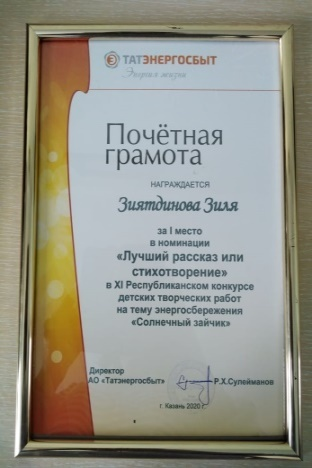 ТАТЭНЕРГОСБЫТ
Энергия жизни
Почётная
грамота
НАГРАЖДАЕТСЯ
Зиятдинова Зиля
за I место
в номинации
«Лучший рассказ или
стихотворение»
в XI Республиканском конкурсе
детских творческих работ
на тему энергосбережения
«Солнечный зайчик»
Директор
АО «Татэнергосбыт»
Р.Х.Сулейманов
г. Казань 2020 г.